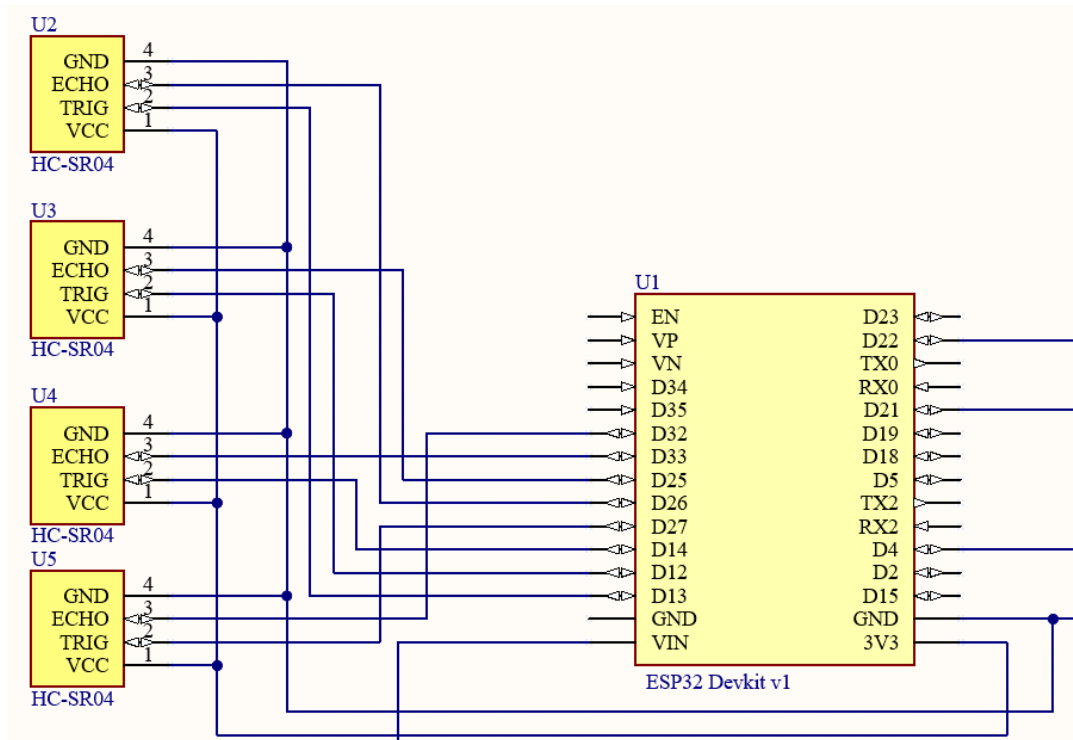 U2
GND 4
ECHO 3
TRIG 2
VCC 1
HC-SR04
U3
GND 4
ECHO 3
TRIG 2
VCC 1
HC-SR04
U4
GND 4
ECHO 3
TRIG 2
VCC 1
HC-SR04
U5
GND 4
ECHO 3
TRIG 2
VCC 1
HC-SR04
U1
EN D23
VP D22
VN TX0
D34 RX0
D35 D21
D32 D19
D33 D18
D25 D5
D26 TX2
D27 RX2
D14 D4
D12 D2
D13 D15
GND GND
VIN 3V3
ESP32 Devkit v1